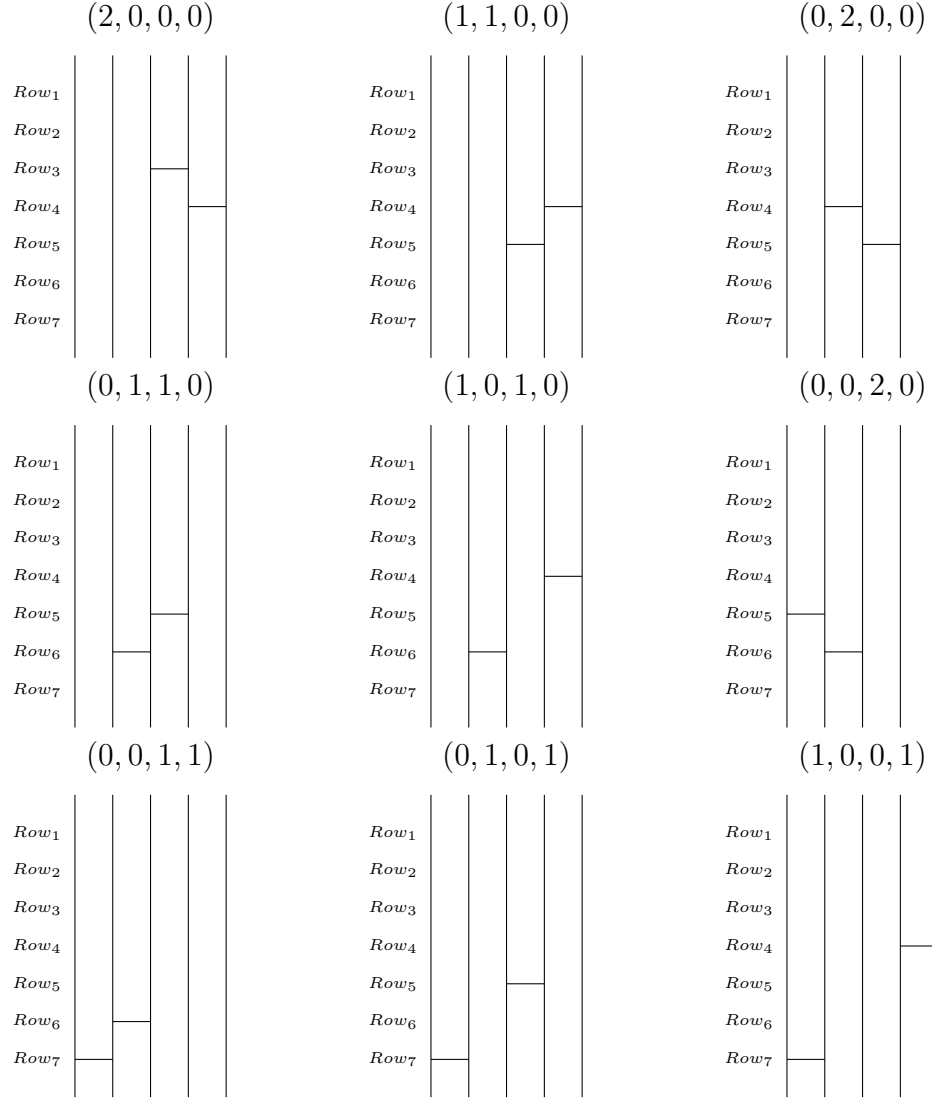 (2, 0, 0, 0) (1, 1, 0, 0) (0, 2, 0, 0)
Row₁ Row₁ Row₁
Row₂ Row₂ Row₂
Row₃ Row₃ Row₃
Row₄ Row₄ Row₄
Row₅ Row₅ Row₅
Row₆ Row₆ Row₆
Row₇ Row₇ Row₇
(0, 1, 1, 0) (1, 0, 1, 0) (0, 0, 2, 0)
Row₁ Row₁ Row₁
Row₂ Row₂ Row₂
Row₃ Row₃ Row₃
Row₄ Row₄ Row₄
Row₅ Row₅ Row₅
Row₆ Row₆ Row₆
Row₇ Row₇ Row₇
(0, 0, 1, 1) (0, 1, 0, 1) (1, 0, 0, 1)
Row₁ Row₁ Row₁
Row₂ Row₂ Row₂
Row₃ Row₃ Row₃
Row₄ Row₄ Row₄
Row₅ Row₅ Row₅
Row₆ Row₆ Row₆
Row₇ Row₇ Row₇